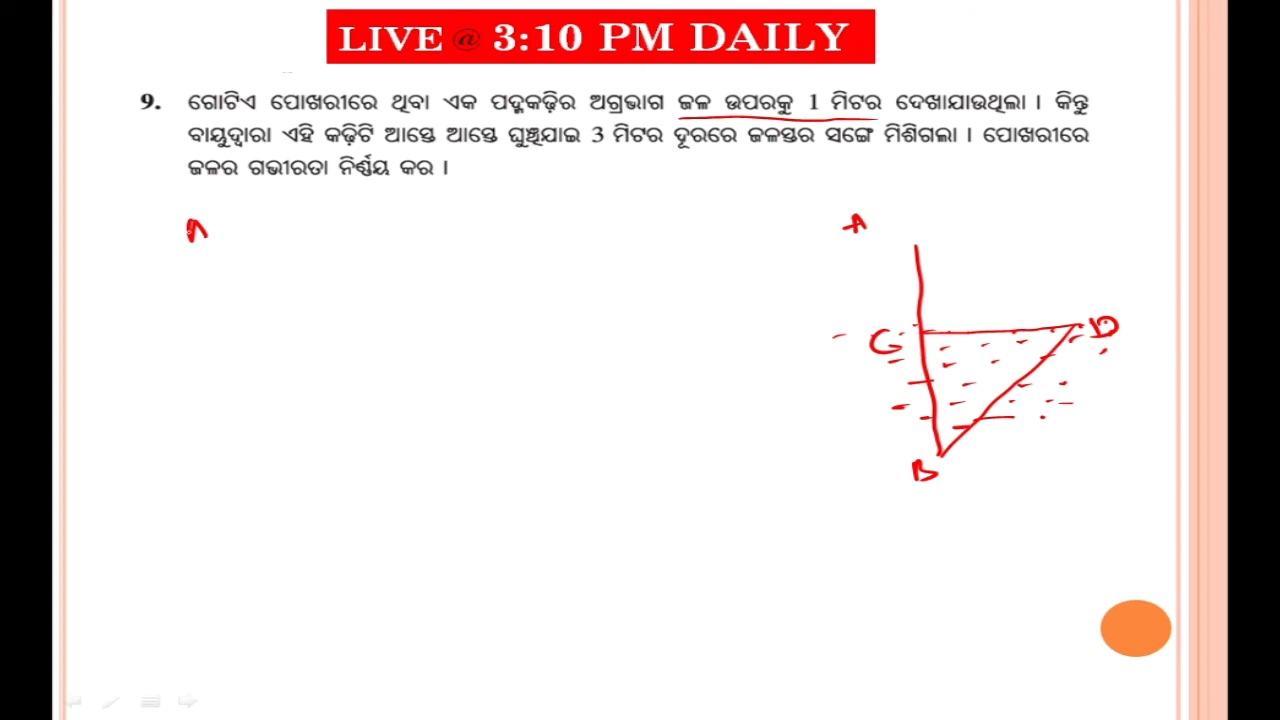 LIVE @ 3:10 PM DAILY
9. ଗୋଟିଏ ପୋଖରୀରେ ଥିବା ଏକ ପଦ୍ମକଢ଼ିର ଅଗ୍ରଭାଗ ଜଳ ଉପରକୁ 1 ମିଟର ଦେଖାଯାଉଥିଲା । କିନ୍ତୁ
ବାୟୁଦ୍ୱାରା ଏହି କଢ଼ିଟି ଆସ୍ତେ ଆସ୍ତେ ଘୁଞ୍ଚିଯାଇ 3 ମିଟର ଦୂରରେ ଜଳସ୍ତର ସଙ୍ଗେ ମିଶିଗଲା । ପୋଖରୀରେ
ଜଳର ଗଭୀରତା ନିର୍ଣ୍ଣୟ କର ।
A
C
D
B